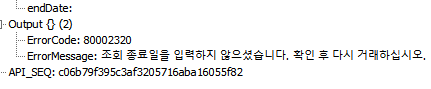 endDate:
Output {} (2)
ErrorCode: 80002320
ErrorMessage: 조회 종료일을 입력하지 않으셨습니다. 확인 후 다시 거래하십시오.
API_SEQ: c06b79f395c3af3205716aba16055f82